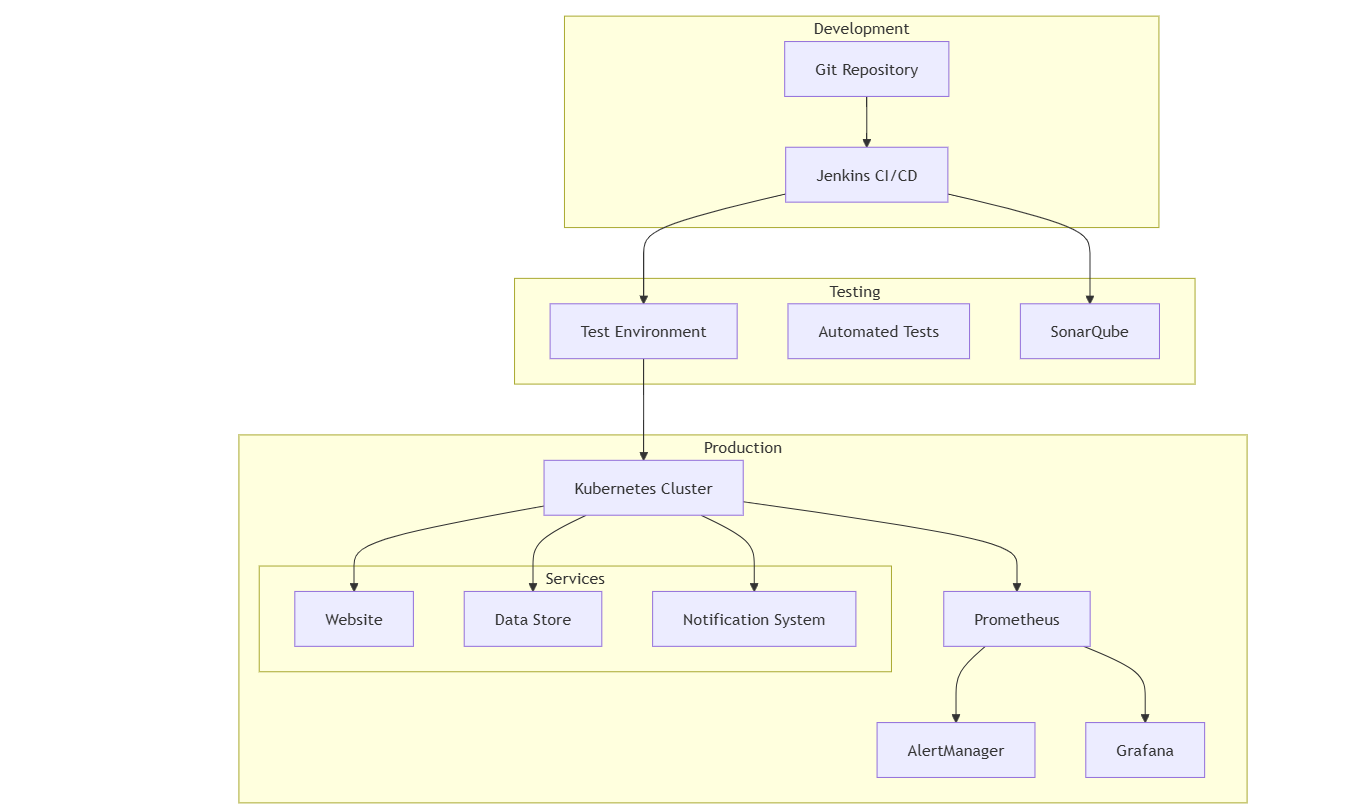 Development
Git Repository
Jenkins CI/CD
Testing
Test Environment
Automated Tests
SonarQube
Production
Kubernetes Cluster
Services
Website
Data Store
Notification System
Prometheus
AlertManager
Grafana